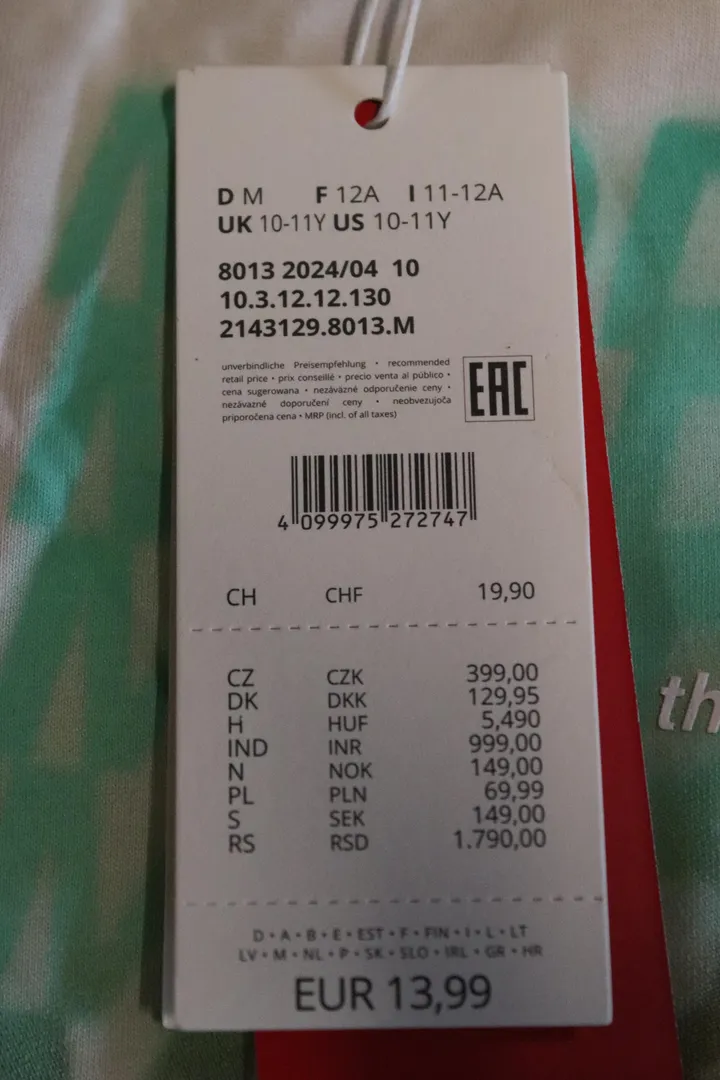 D M F 12A I 11-12A
UK 10-11Y US 10-11Y
8013 2024/04 10
10.3.12.12.130
2143129.8013.M
unverbindliche Preisempfehlung • recommended
retail price • prix conseillé • precio venta al público •
cena sugerowana • nezáväzné odporučenie ceny •
nezávazné doporučení ceny • neobvezujoča
priporočena cena • MRP (incl. of all taxes)
EAC
4 099975 272747
CH CHF 19,90
CZ CZK 399,00
DK DKK 129,95
H HUF 5,490
IND INR 999,00
N NOK 149,00
PL PLN 69,99
S SEK 149,00
RS RSD 1.790,00
D • A • B • E • EST • F • FIN • I • L • LT
LV • M • NL • P • SK • SLO • IRL • GR • HR
EUR 13,99
th